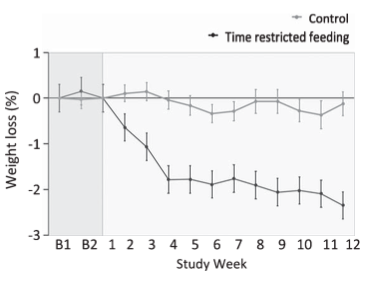 Control
Time restricted feeding
1
0
-1
-2
-3
Weight loss (%)
B1 B2 1 2 3 4 5 6 7 8 9 10 11 12
Study Week